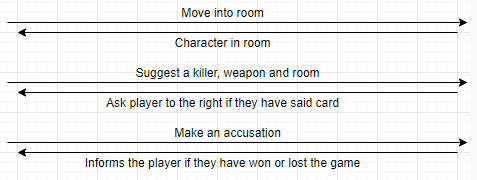 Move into room
Character in room
Suggest a killer, weapon and room
Ask player to the right if they have said card
Make an accusation
Informs the player if they have won or lost the game